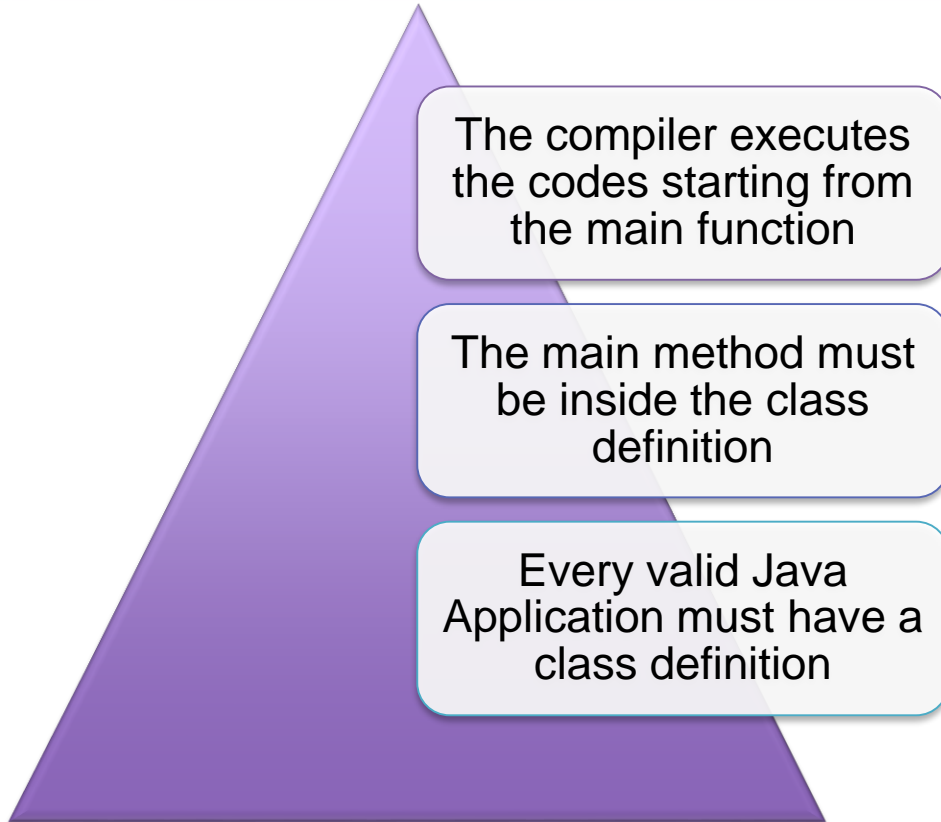 The compiler executes
the codes starting from
the main function
The main method must
be inside the class
definition
Every valid Java
Application must have a
class definition